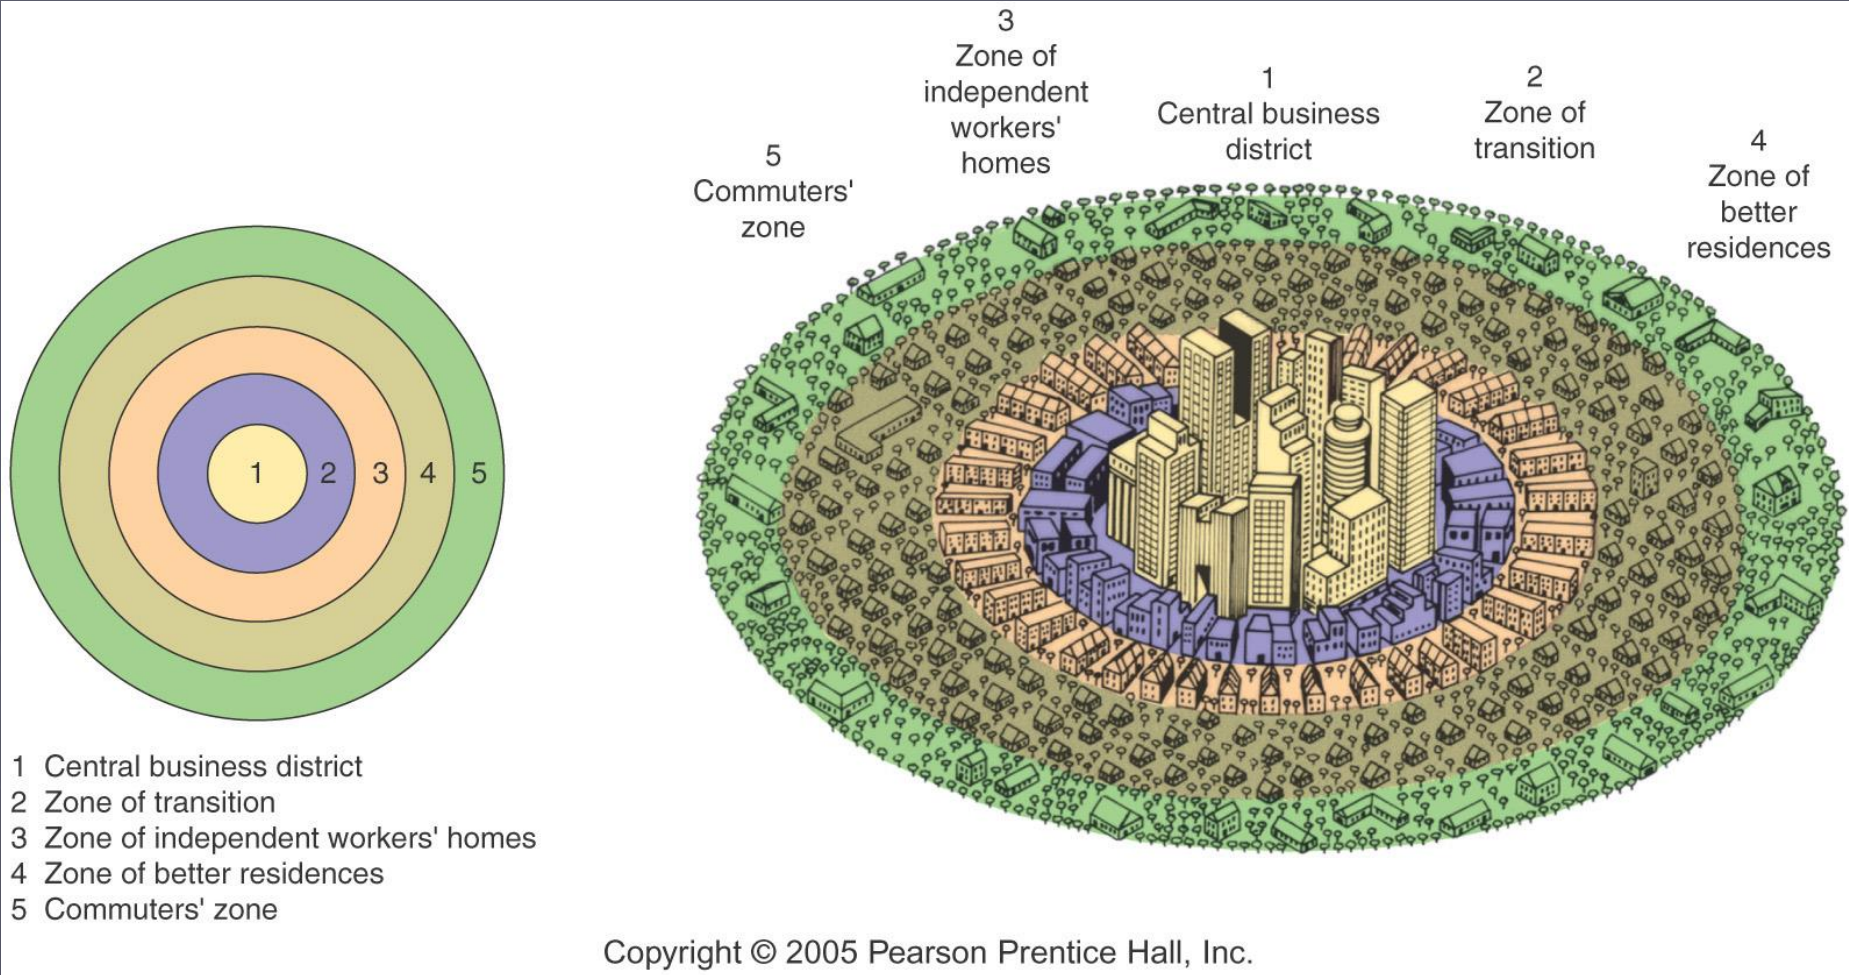 3
Zone of
independent
workers'
homes
1
Central business
district
2
Zone of
transition
4
Zone of
better
residences
5
Commuters'
zone
1 2 3 4 5
1 Central business district
2 Zone of transition
3 Zone of independent workers' homes
4 Zone of better residences
5 Commuters' zone
Copyright © 2005 Pearson Prentice Hall, Inc.